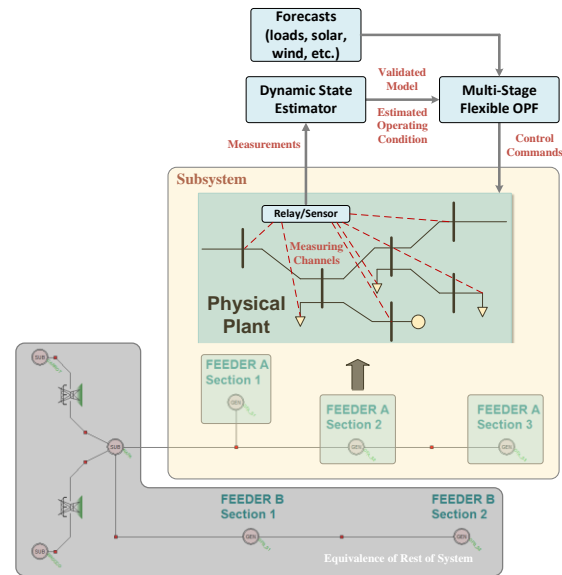 Forecasts
(loads, solar,
wind, etc.)
Dynamic State
Estimator
Validated
Model
Estimated
Operating
Condition
Multi-Stage
Flexible OPF
Measurements
Control
Commands
Subsystem
Relay/Sensor
Measuring
Channels
Physical
Plant
FEEDER A
Section 1
GEN
FEEDER A
Section 2
GEN
FEEDER A
Section 3
GEN
SUB
SUB
SUB
FEEDER B
Section 1
GEN
FEEDER B
Section 2
GEN
Equivalence of Rest of System